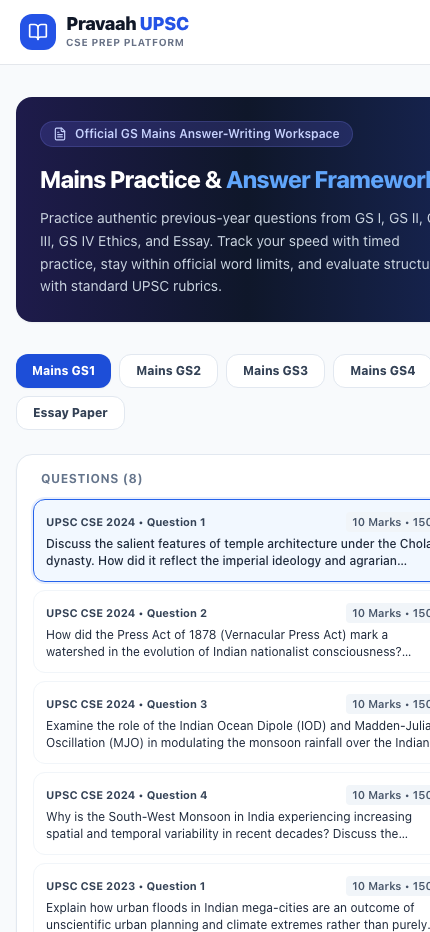 Pravaah UPSC
CSE PREP PLATFORM
Official GS Mains Answer-Writing Workspace
Mains Practice & Answer Framework
Practice authentic previous-year questions from GS I, GS II,
III, GS IV Ethics, and Essay. Track your speed with timed
practice, stay within official word limits, and evaluate
with standard UPSC rubrics.
Mains GS1
Mains GS2
Mains GS3
Mains GS4
Essay Paper
QUESTIONS (8)
UPSC CSE 2024 • Question 1
10 Marks • 150
Discuss the salient features of temple architecture under the Chola
dynasty. How did it reflect the imperial ideology and agrarian...
UPSC CSE 2024 • Question 2
10 Marks • 150
How did the Press Act of 1878 (Vernacular Press Act) mark a
watershed in the evolution of Indian nationalist consciousness?...
UPSC CSE 2024 • Question 3
10 Marks • 150
Examine the role of the Indian Ocean Dipole (IOD) and Madden-Julia
Oscillation (MJO) in modulating the monsoon rainfall over the Indian
UPSC CSE 2024 • Question 4
10 Marks • 150
Why is the South-West Monsoon in India experiencing increasing
spatial and temporal variability in recent decades? Discuss the...
UPSC CSE 2023 • Question 1
10 Marks • 150
Explain how urban floods in Indian mega-cities are an outcome of
unscientific urban planning and climate extremes rather than purely